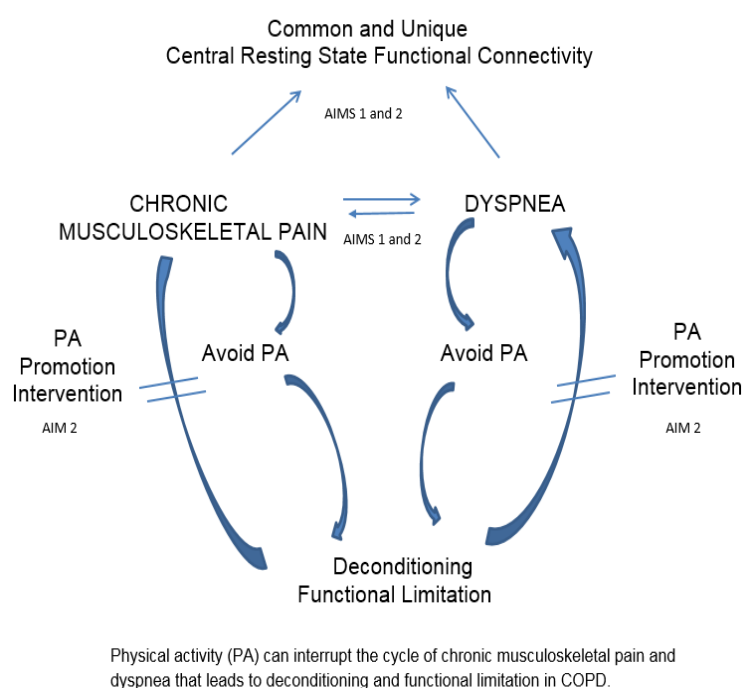 Common and Unique
Central Resting State Functional Connectivity
AIMS 1 and 2
CHRONIC
MUSCULOSKELETAL PAIN
DYSPNEA
AIMS 1 and 2
PA
Promotion
Intervention
AIM 2
Avoid PA
Avoid PA
PA
Promotion
Intervention
AIM 2
Deconditioning
Functional Limitation
Physical activity (PA) can interrupt the cycle of chronic musculoskeletal pain and
dyspnea that leads to deconditioning and functional limitation in COPD.